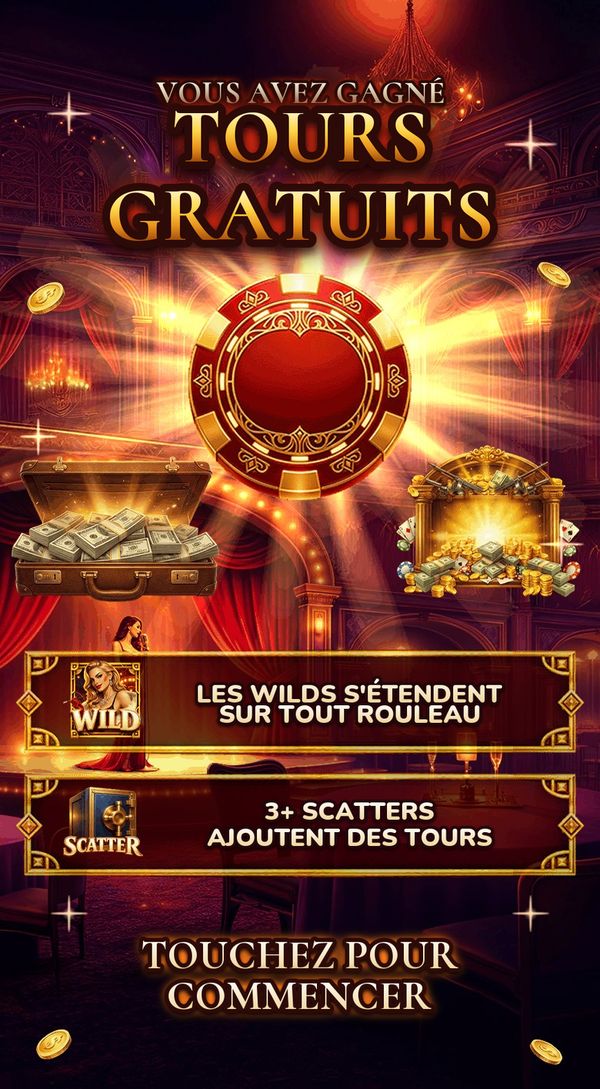 VOUS AVEZ GAGNÉ
TOURS
GRATUITS
WILD
LES WILDS S'ÉTENDENT
SUR TOUT ROULEAU
SCATTER
3+ SCATTERS
AJOUTENT DES TOURS
TOUCHEZ POUR
COMMENCER